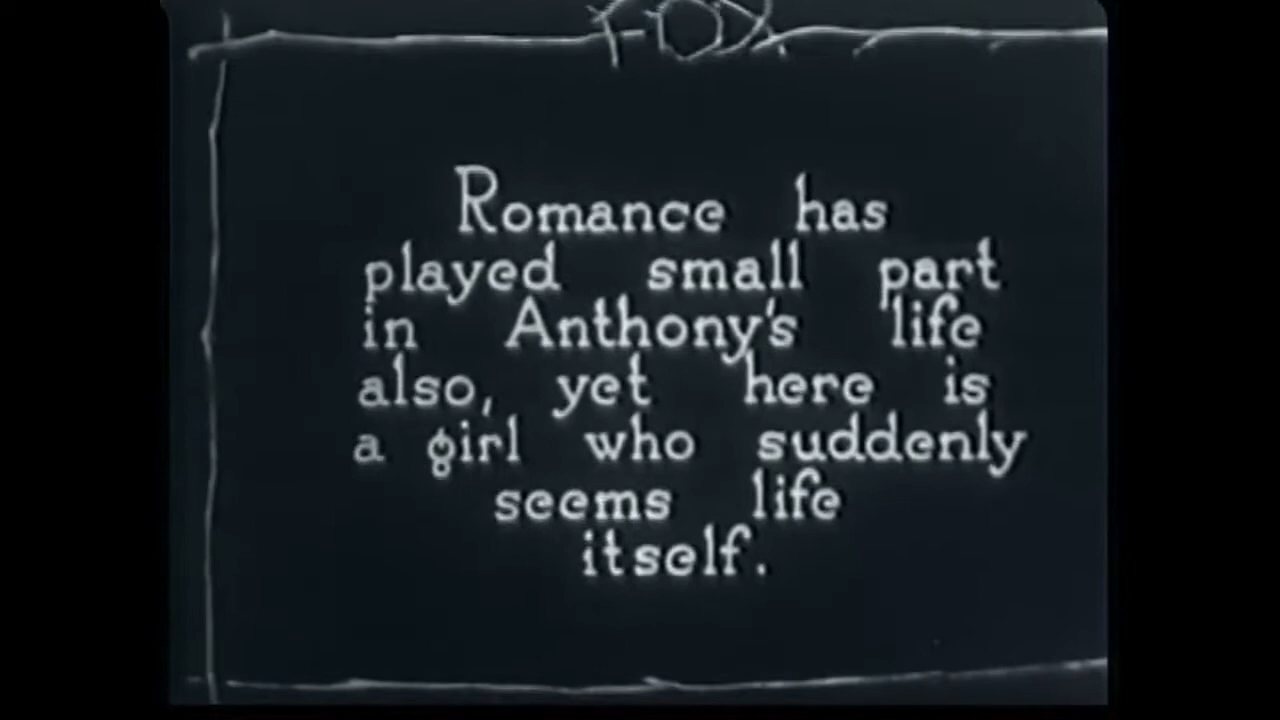 FOX
Romance has
played small part
in Anthony's life
also, yet here is
a girl who suddenly
seems life
itself.